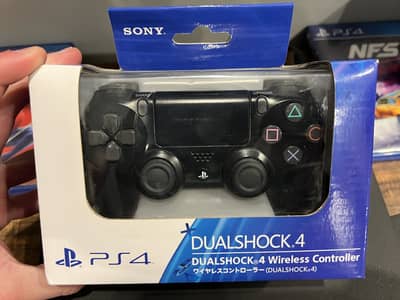 SONY
PS4
NFS
PS4
DUALSHOCK.4
DUALSHOCK®4 Wireless Controller
ワイヤレスコントローラー (DUALSHOCK®4)